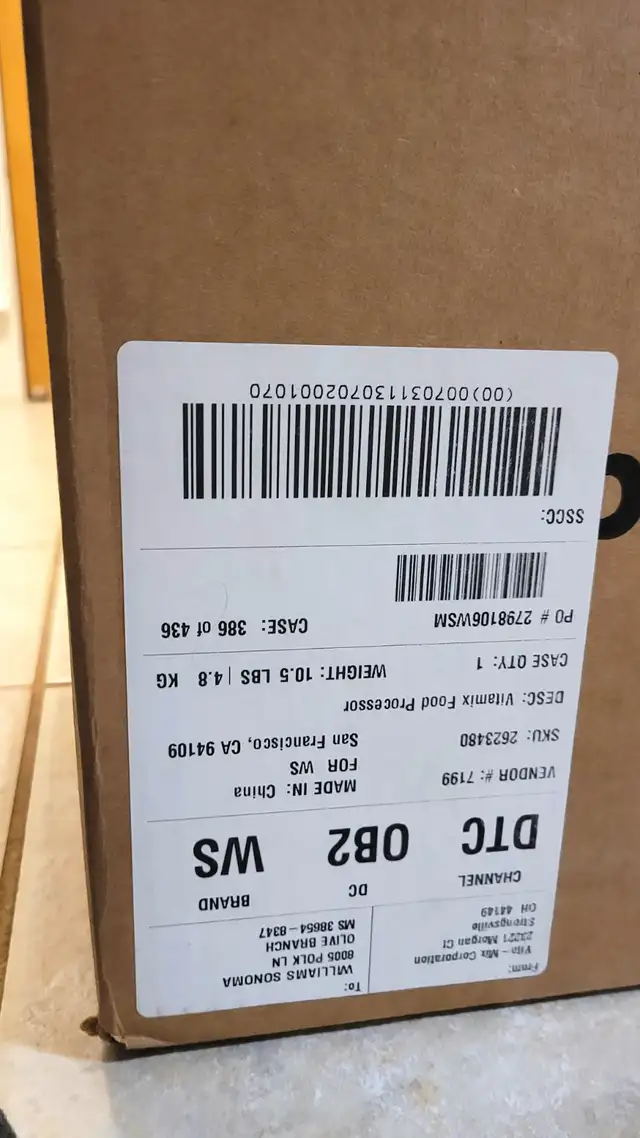 From:
Vita-Mix Corporation
23221 Morgan Ct
Strongsville
OH 44149
To:
WILLIAMS SONOMA
8005 POLK LN
OLIVE BRANCH
MS 38654-8347
CHANNEL
DTC
DC
OB2
BRAND
WS
VENDOR #: 7199
SKU: 2623480
MADE IN: China
FOR WS
San Francisco, CA 94109
DESC: Vitamix Food Processor
CASE QTY: 1
WEIGHT: 10.5 LBS | 4.8 KG
PO # 2798106WSM
CASE: 386 of 436
SSCC:
(00)007031130702001070